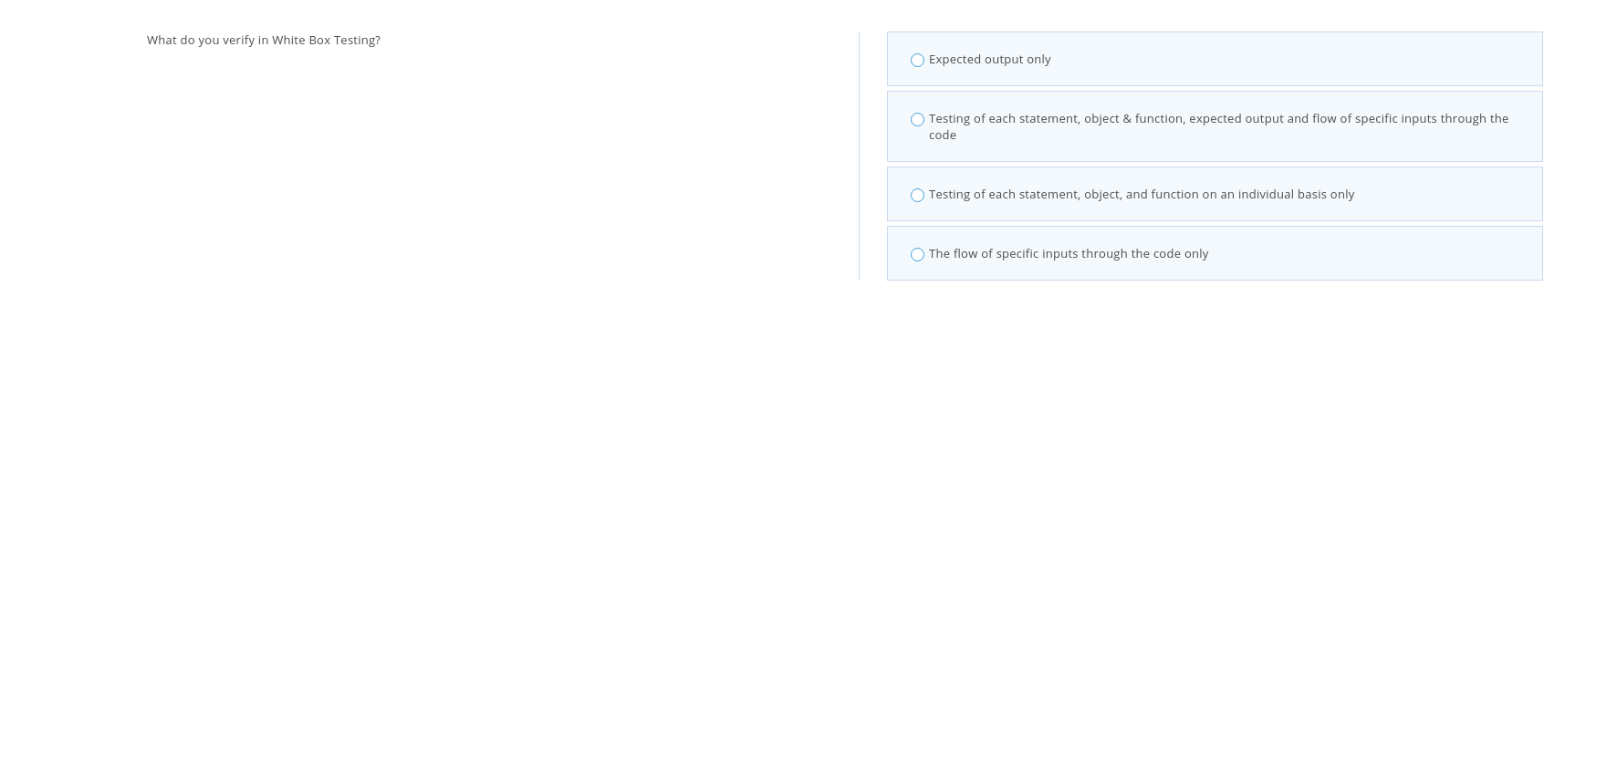 What do you verify in White Box Testing?
Expected output only
Testing of each statement, object & function, expected output and flow of specific inputs through the
code
Testing of each statement, object, and function on an individual basis only
The flow of specific inputs through the code only